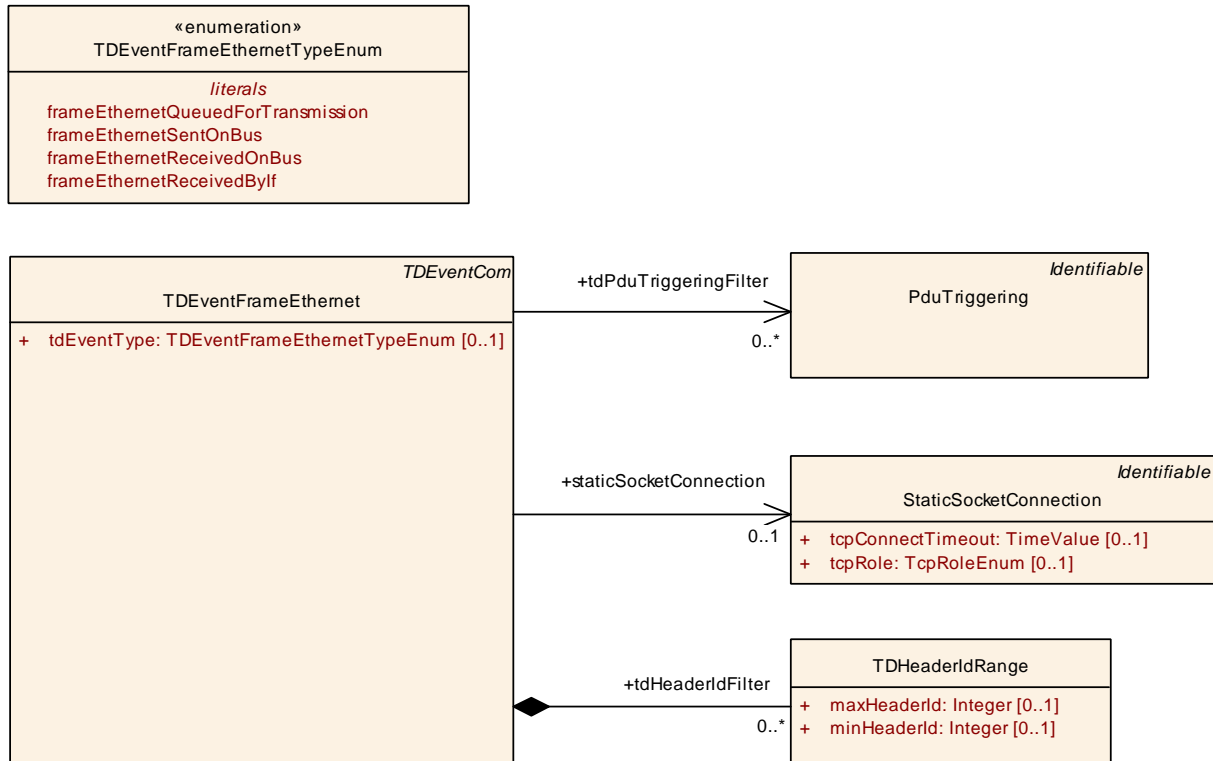 «enumeration»
TDEventFrameEthernetTypeEnum
literals
frameEthernetQueuedForTransmission
frameEthernetSentOnBus
frameEthernetReceivedOnBus
frameEthernetReceivedByIf
TDEventCom
TDEventFrameEthernet
+ tdEventType: TDEventFrameEthernetTypeEnum [0..1]
+tdPduTriggeringFilter
0..*
Identifiable
PduTriggering
+staticSocketConnection
0..1
Identifiable
StaticSocketConnection
+ tcpConnectTimeout: TimeValue [0..1]
+ tcpRole: TcpRoleEnum [0..1]
+tdHeaderIdFilter
0..*
TDHeaderIdRange
+ maxHeaderId: Integer [0..1]
+ minHeaderId: Integer [0..1]